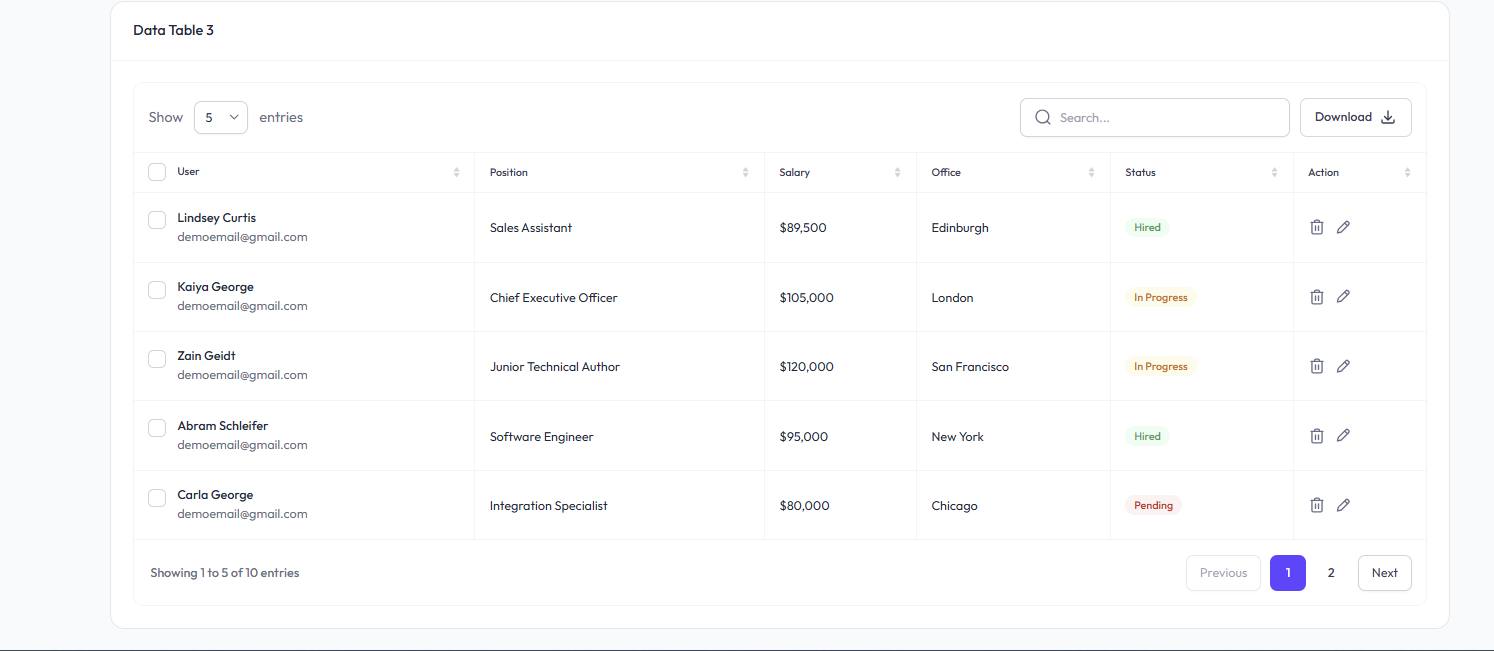 Data Table 3
Show 5 entries
Search...
Download
User Position Salary Office Status Action
Lindsey Curtis
demoemail@gmail.com
Sales Assistant $89,500 Edinburgh Hired
Kaiya George
demoemail@gmail.com
Chief Executive Officer $105,000 London In Progress
Zain Geidt
demoemail@gmail.com
Junior Technical Author $120,000 San Francisco In Progress
Abram Schleifer
demoemail@gmail.com
Software Engineer $95,000 New York Hired
Carla George
demoemail@gmail.com
Integration Specialist $80,000 Chicago Pending
Showing 1 to 5 of 10 entries
Previous 1 2 Next